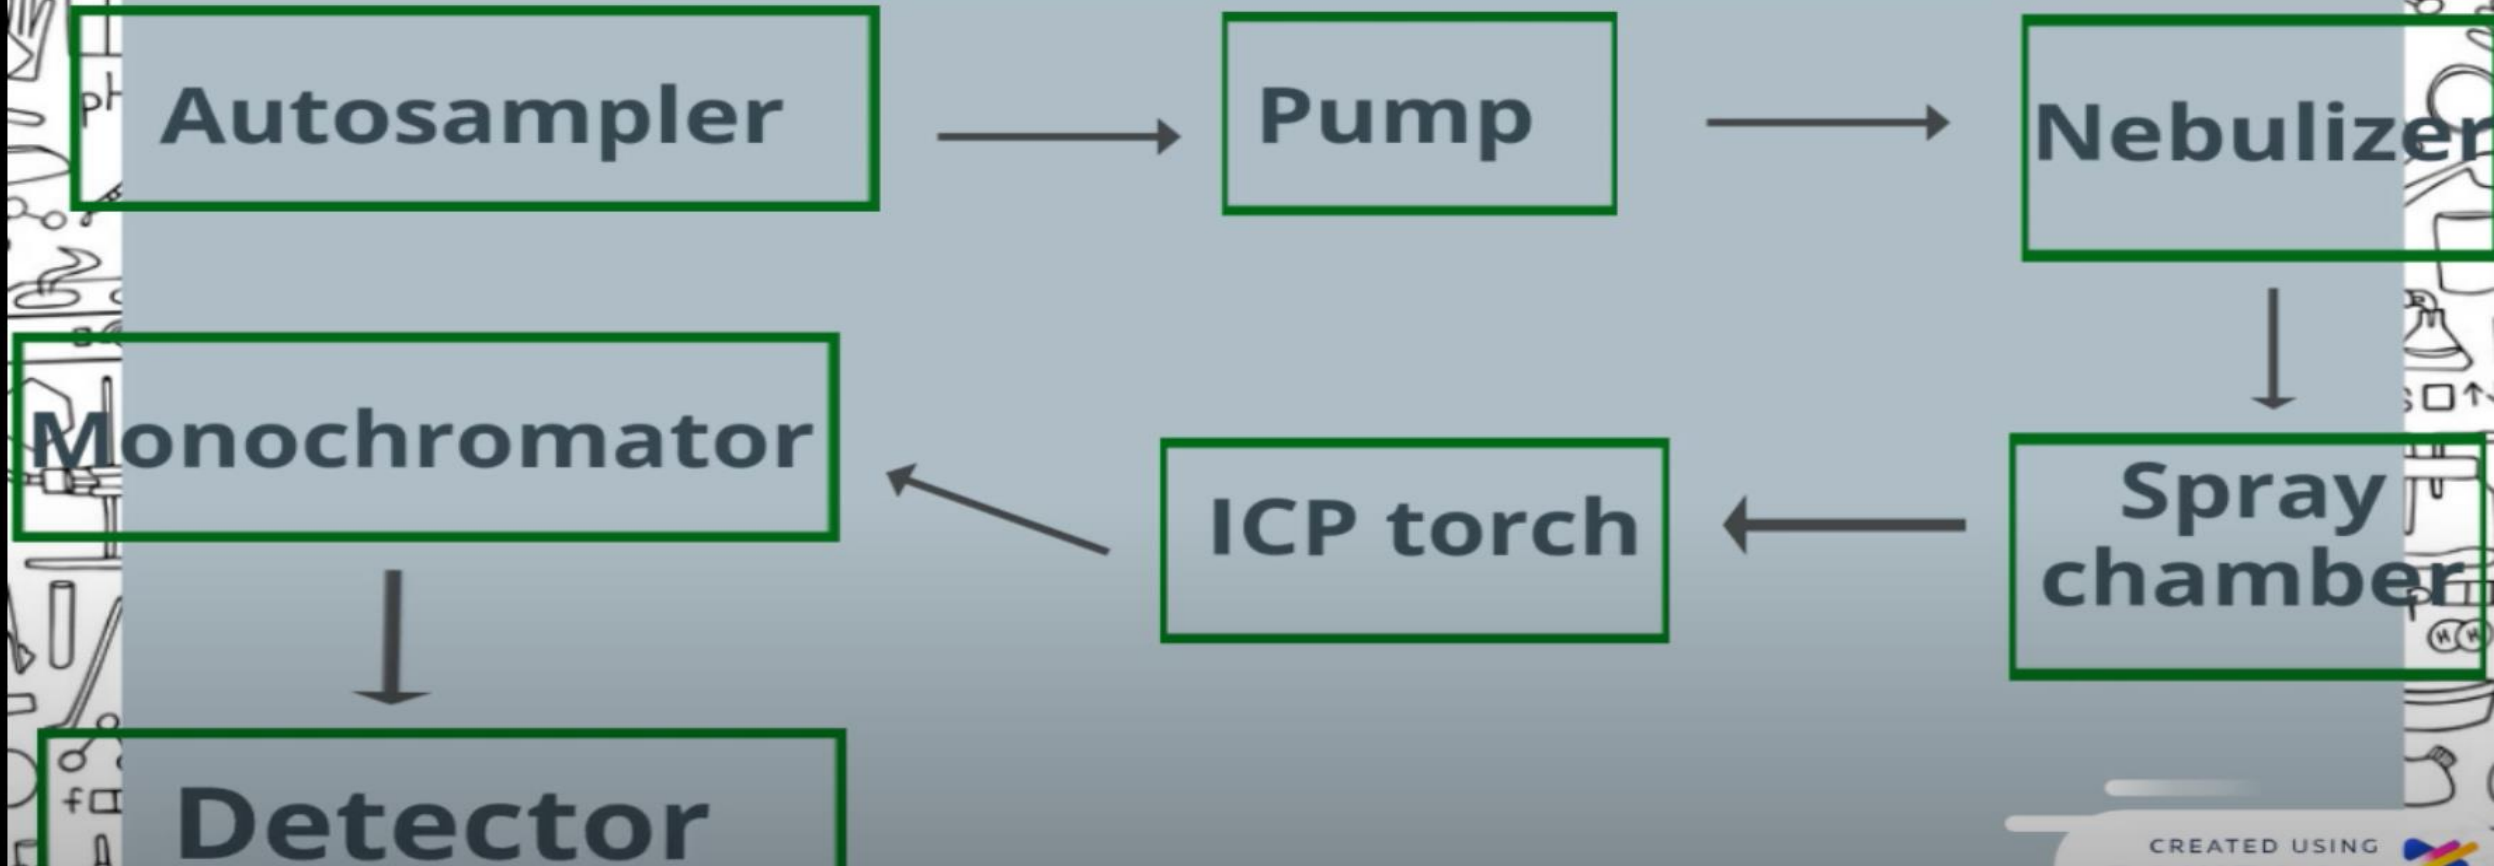 Autosampler
Pump
Nebulizer
Monochromator
ICP torch
Spray
chamber
Detector
CREATED USING